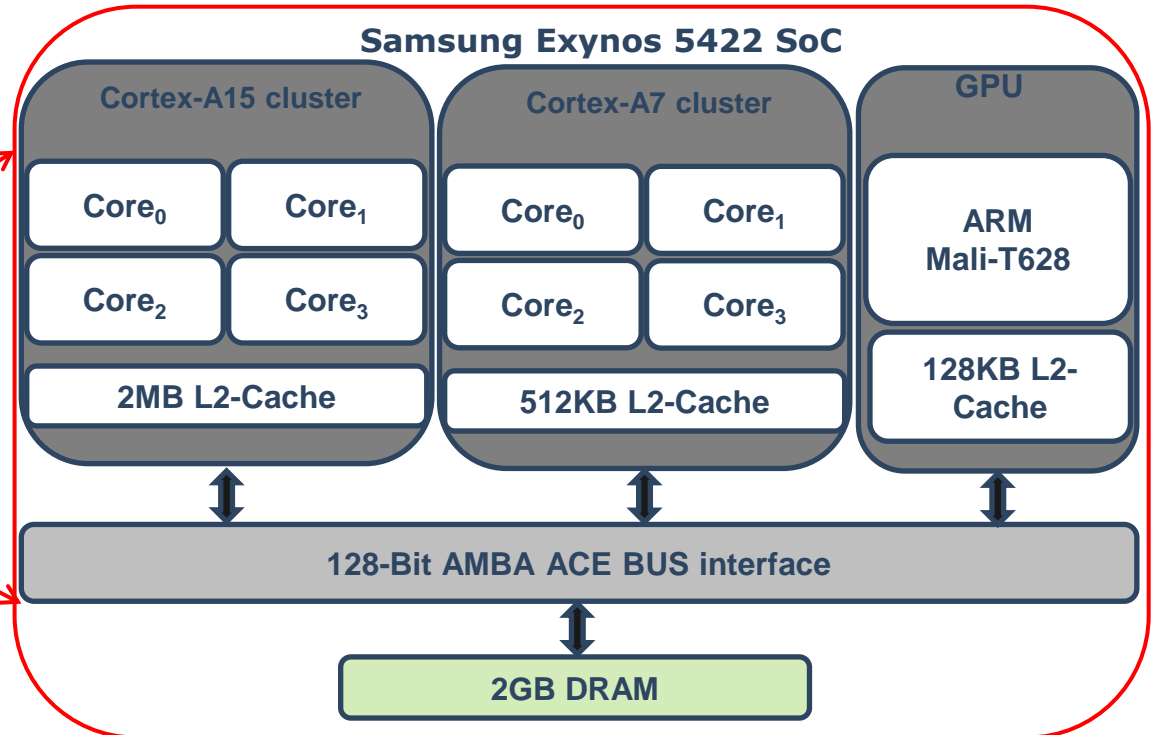 Samsung Exynos 5422 SoC
Cortex-A15 cluster
Core0
Core1
Core2
Core3
2MB L2-Cache
Cortex-A7 cluster
Core0
Core1
Core2
Core3
512KB L2-Cache
GPU
ARM
Mali-T628
128KB L2-
Cache
128-Bit AMBA ACE BUS interface
2GB DRAM